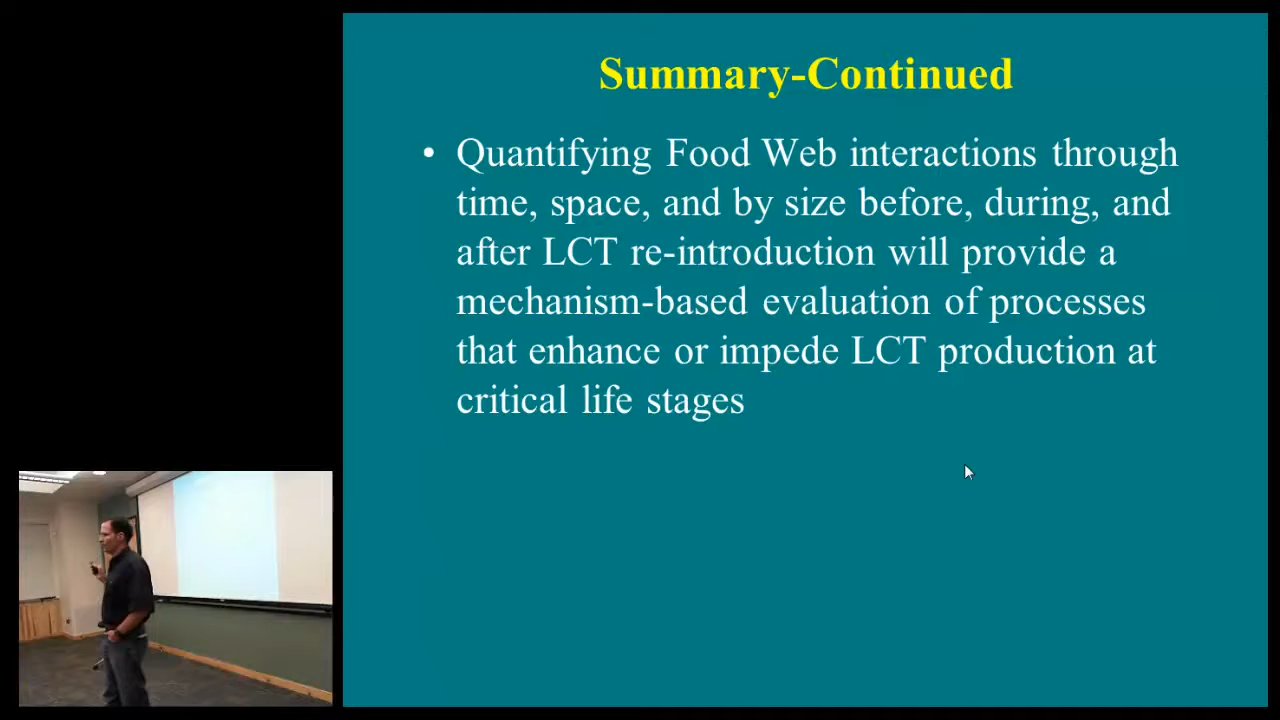 Summary-Continued
• Quantifying Food Web interactions through
time, space, and by size before, during, and
after LCT re-introduction will provide a
mechanism-based evaluation of processes
that enhance or impede LCT production at
critical life stages